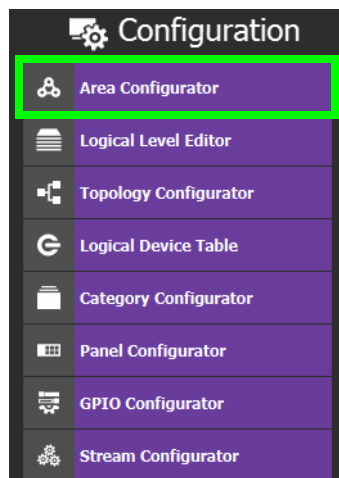 Configuration
Area Configurator
Logical Level Editor
Topology Configurator
Logical Device Table
Category Configurator
Panel Configurator
GPIO Configurator
Stream Configurator